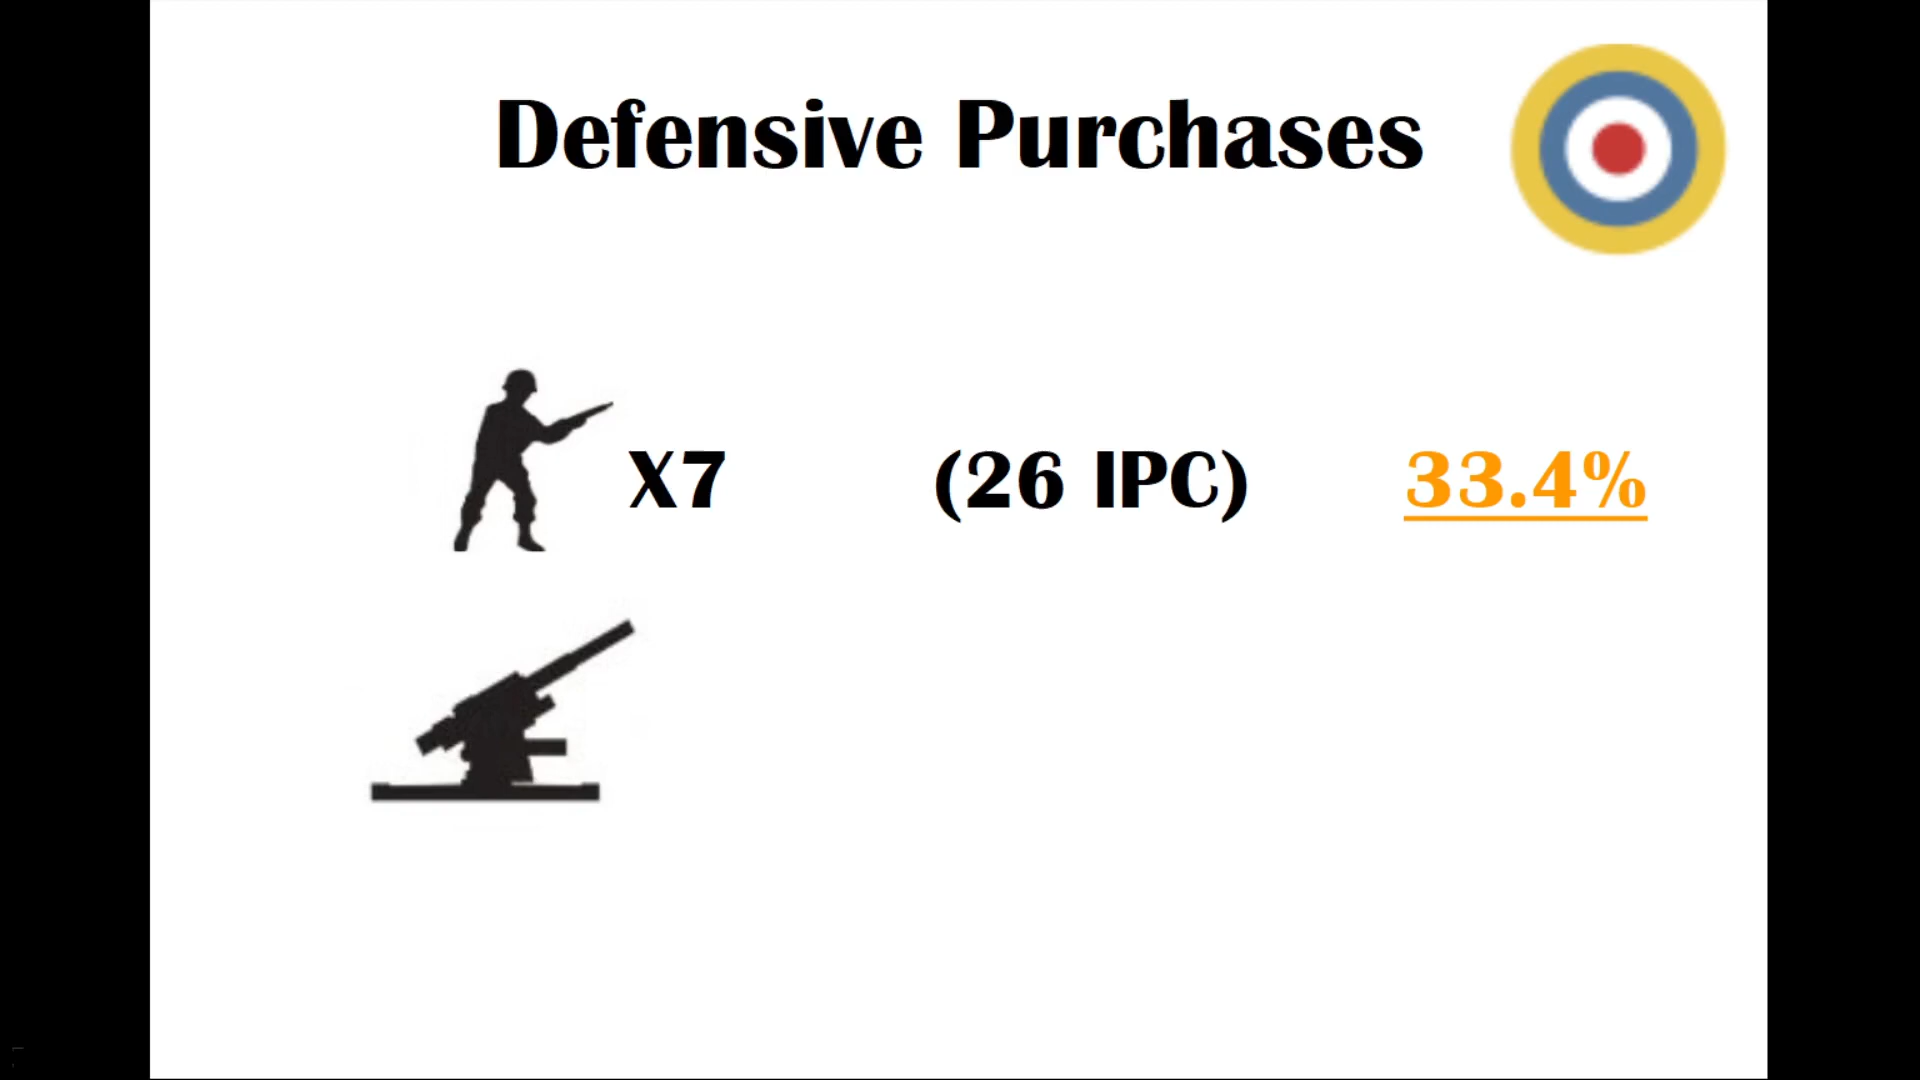 Defensive Purchases
X7 (26 IPC) 33.4%